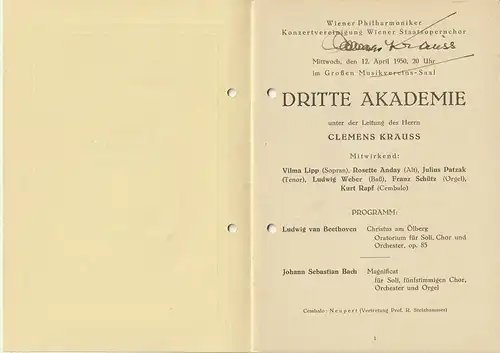 Wiener Philharmoniker
Konzertvereinigung Wiener Staatsopernchor
Clemens Krauss
Mittwoch, den 12. April 1950, 20 Uhr
im Großen Musikvereins-Saal
DRITTE AKADEMIE
unter der Leitung des Herrn
CLEMENS KRAUSS
Mitwirkend:
Vilma Lipp (Sopran), Rosette Anday (Alt), Julius Patzak
(Tenor), Ludwig Weber (Baß), Franz Schütz (Orgel),
Kurt Rapf (Cembalo)
PROGRAMM:
Ludwig van Beethoven Christus am Ölberg
Oratorium für Soli, Chor und
Orchester, op. 85
Johann Sebastian Bach Magnificat
für Soli, fünfstimmigen Chor,
Orchester und Orgel
Cembalo: Neupert (Vertretung Prof. H. Steinhammer)
1